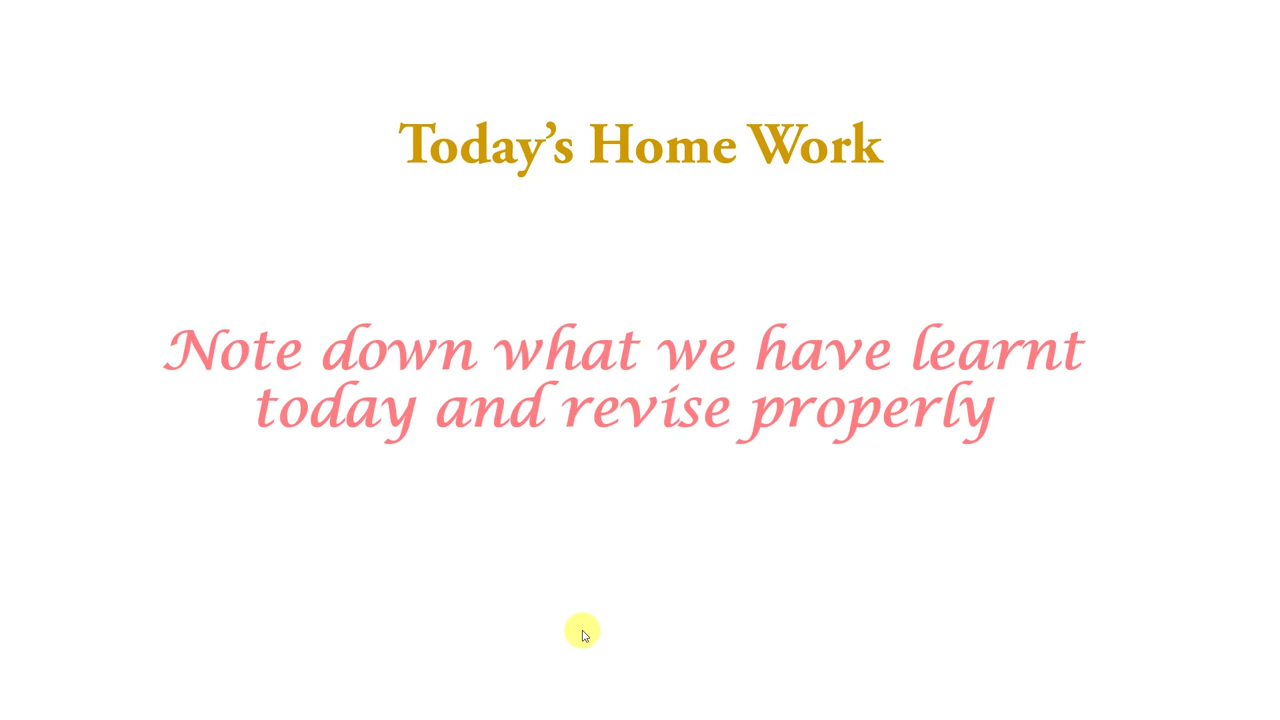 Today’s Home Work
Note down what we have learnt
today and revise properly